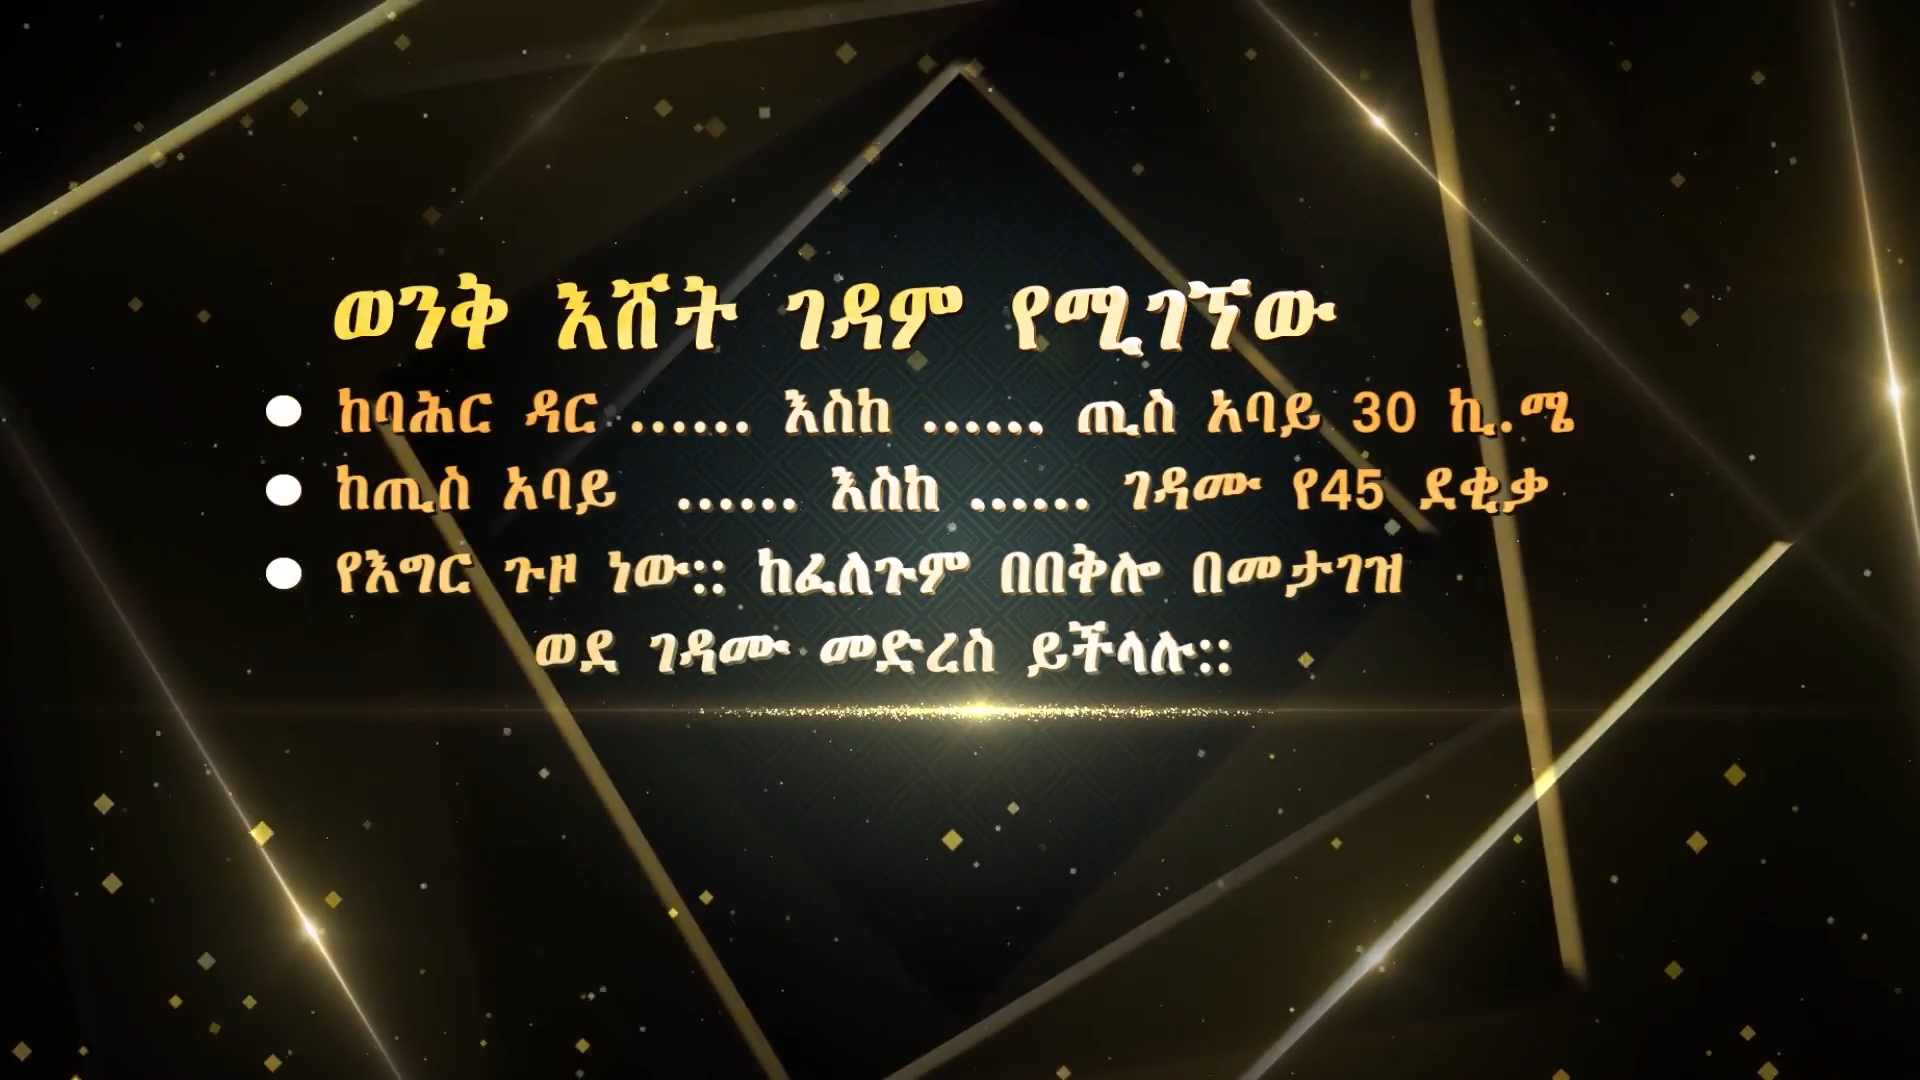 ወንቅ እሸት ገዳም የሚገኘው
● ከባሕር ዳር ...... እስከ ...... ጢስ አባይ 30 ኪ.ሜ
● ከጢስ አባይ ...... እስከ ...... ገዳሙ የ45 ደቂቃ
● የእግር ጉዞ ነው:: ከፈለጉም በበቅሎ በመታገዝ
ወደ ገዳሙ መድረስ ይችላሉ::